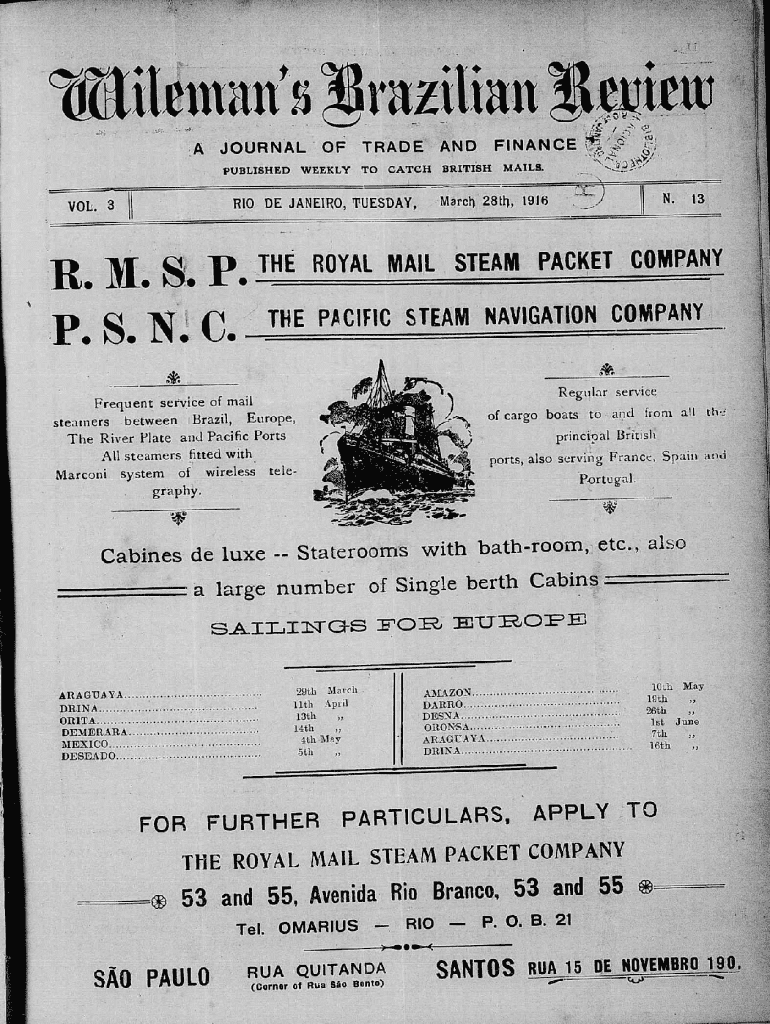 Wileman's Brazilian Review
A JOURNAL OF TRADE AND FINANCE
PUBLISHED WEEKLY TO CATCH BRITISH MAILS.
VOL. 3
RIO DE JANEIRO, TUESDAY, March 28th, 1916
N. 13
R. M. S. P. THE ROYAL MAIL STEAM PACKET COMPANY
P. S. N. C. THE PACIFIC STEAM NAVIGATION COMPANY
Frequent service of mail
steamers between Brazil, Europe,
The River Plate and Pacific Ports
All steamers fitted with
Marconi system of wireless tele-
graphy.
Regular service
of cargo boats to and from all the
principal British
ports, also serving France, Spain and
Portugal.
Cabines de luxe -- Staterooms with bath-room, etc., also
a large number of Single berth Cabins
SAILINGS FOR EUROPE
ARAGUAYA 29th March
DRINA 11th April
ORITA 13th ,,
DEMERARA 14th ,,
MEXICO 4th May
DESEADO 5th ,,
AMAZON 10th May
DARRO 19th ,,
DESNA 26th ,,
ORONSA 1st June
ARAGUAYA 7th ,,
DRINA 16th ,,
FOR FURTHER PARTICULARS, APPLY TO
THE ROYAL MAIL STEAM PACKET COMPANY
53 and 55, Avenida Rio Branco, 53 and 55
Tel. OMARIUS — RIO — P. O. B. 21
SÃO PAULO
RUA QUITANDA
(Corner of Rua São Bento)
SANTOS RUA 15 DE NOVEMBRO 190.